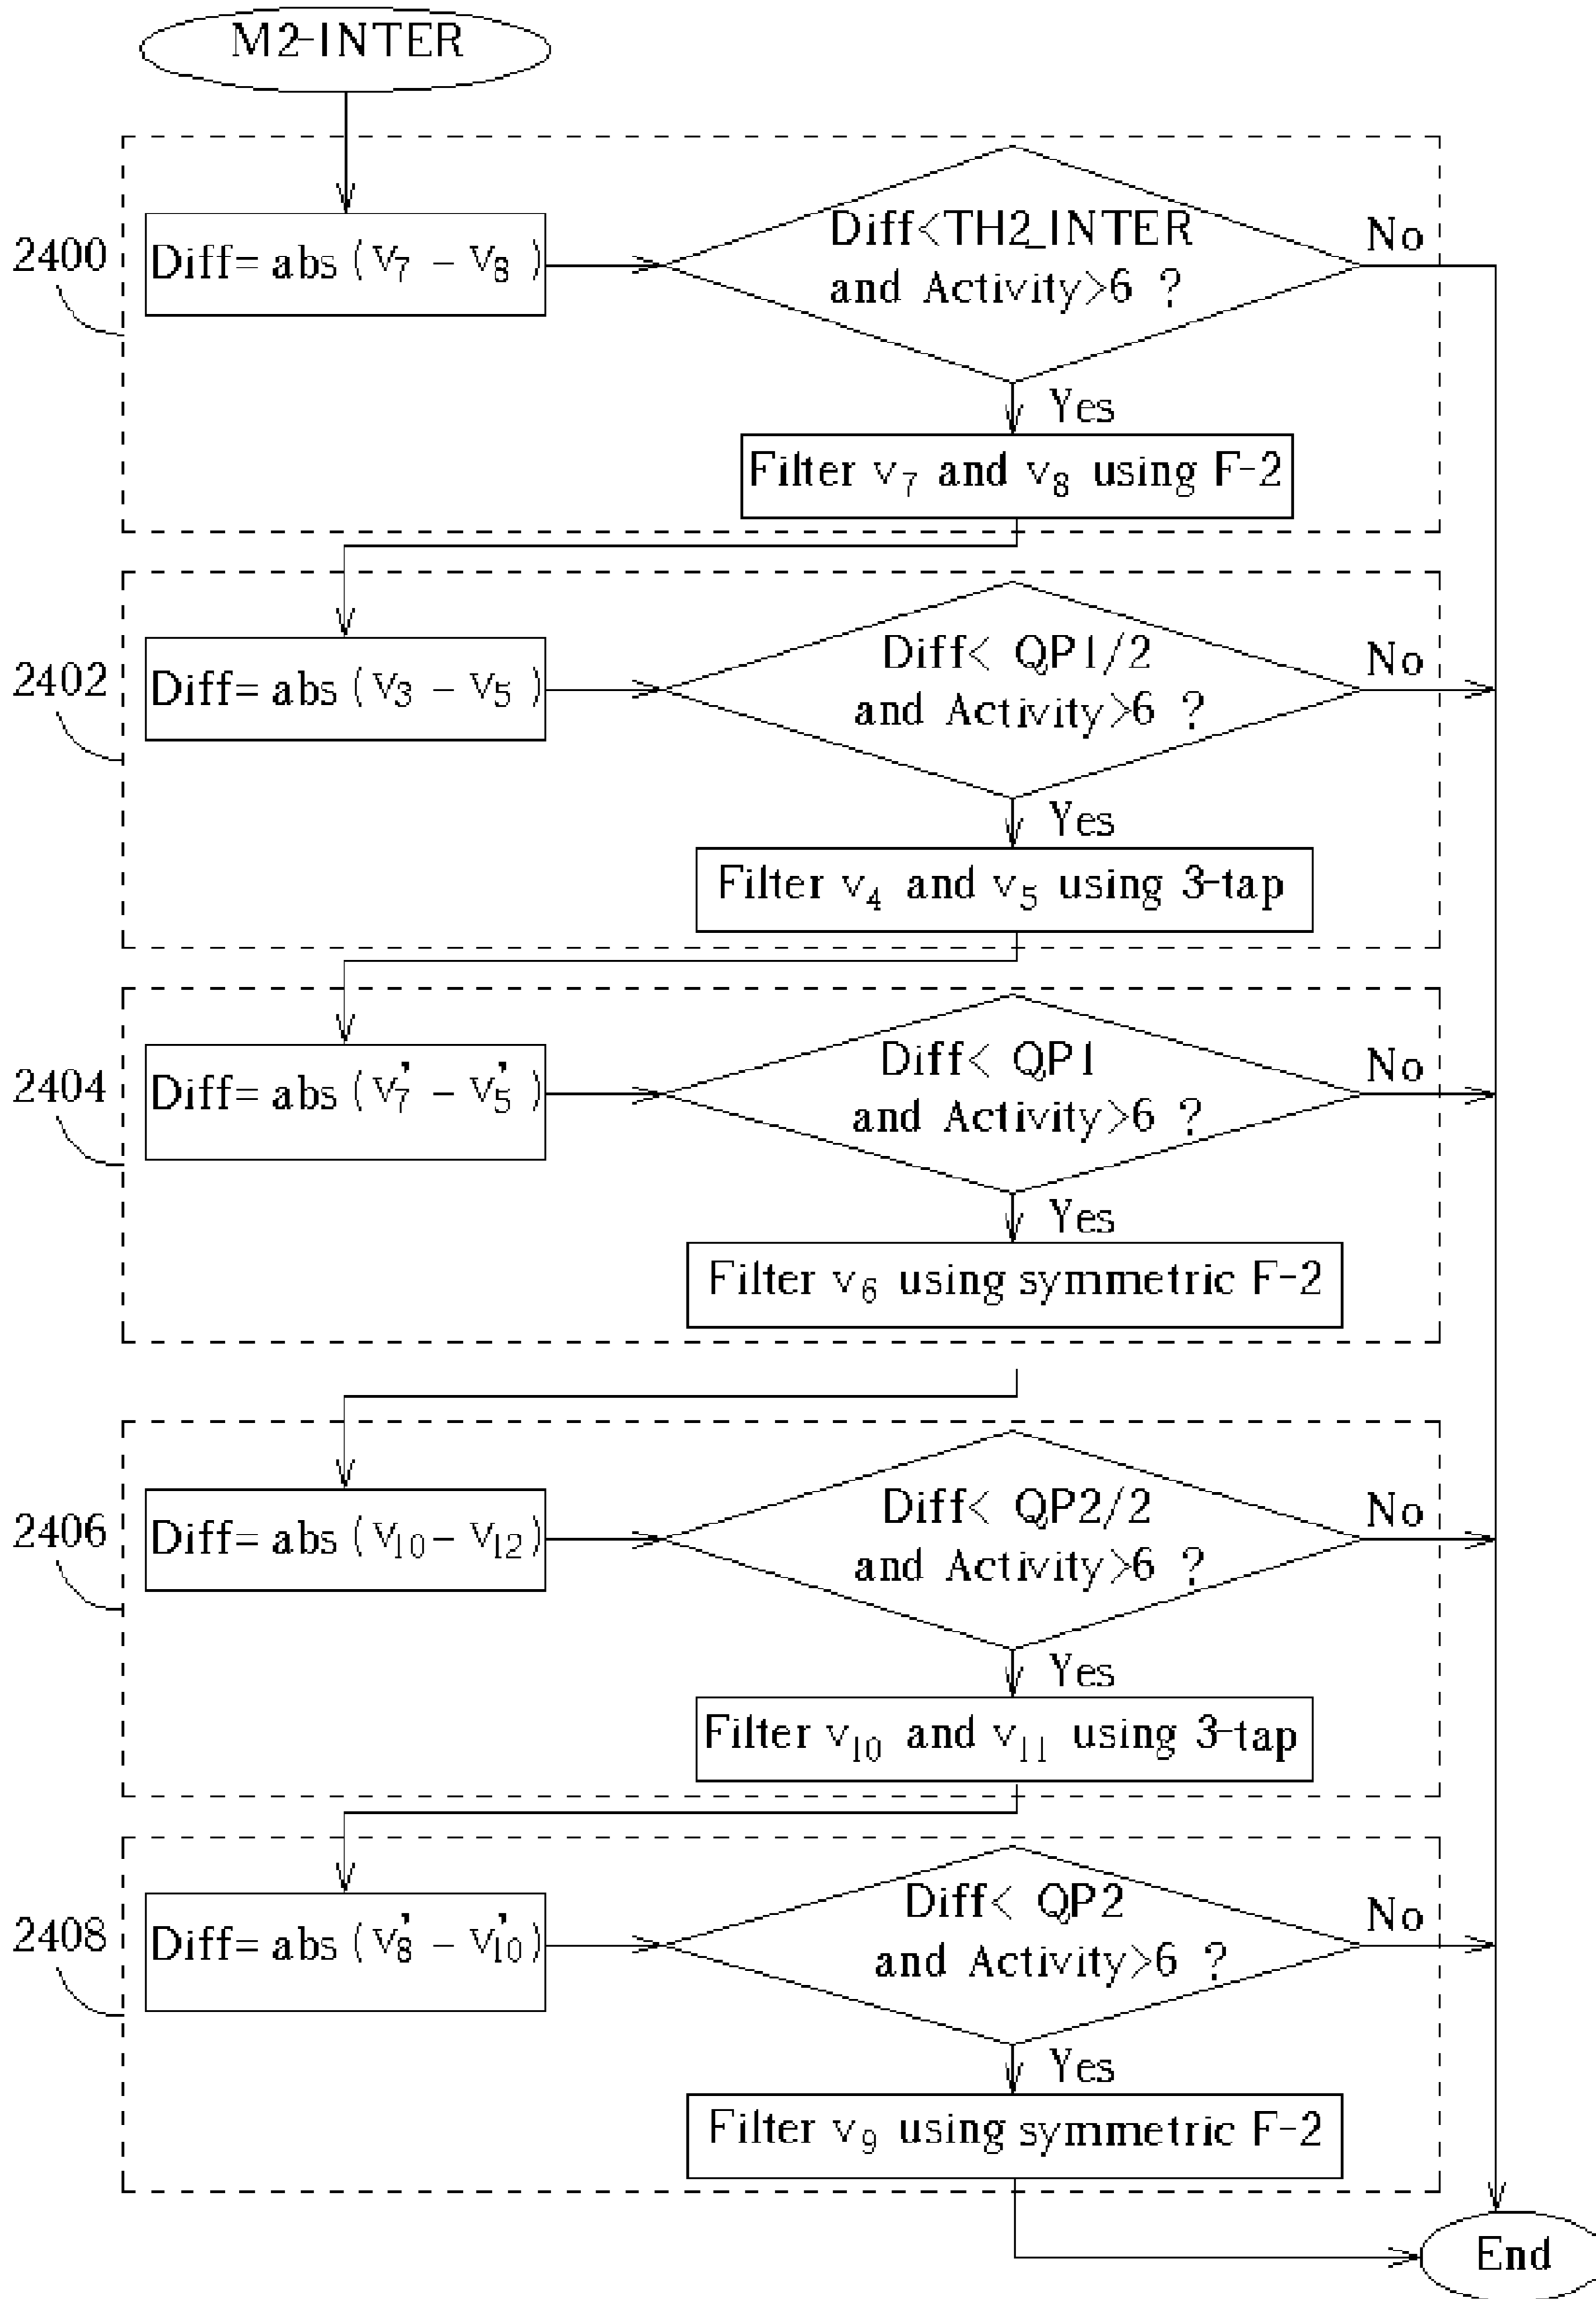 M2-INTER
2400
Diff= abs (V₇ - V₈ )
Diff<TH2_INTER
and Activity>6 ?
No
Yes
Filter v₇ and v₈ using F-2
2402
Diff= abs (V₃ - V₅ )
Diff< QP1/2
and Activity>6 ?
No
Yes
Filter v₄ and v₅ using 3-tap
2404
Diff= abs (V₇' - V₅' )
Diff< QP1
and Activity>6 ?
No
Yes
Filter v₆ using symmetric F-2
2406
Diff= abs (V₁₀ - V₁₂)
Diff< QP2/2
and Activity>6 ?
No
Yes
Filter v₁₀ and v₁₁ using 3-tap
2408
Diff= abs (V₈' - V₁₀')
Diff< QP2
and Activity>6 ?
No
Yes
Filter v₉ using symmetric F-2
End